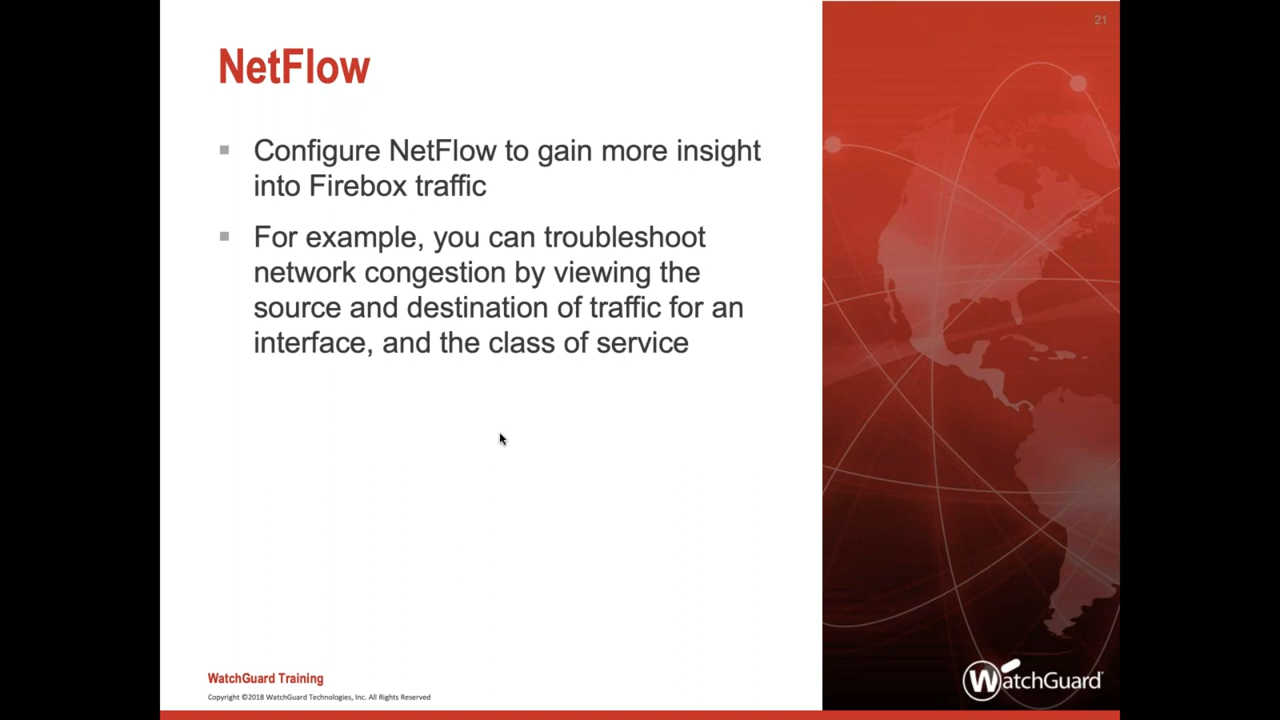 21
NetFlow
Configure NetFlow to gain more insight
into Firebox traffic
For example, you can troubleshoot
network congestion by viewing the
source and destination of traffic for an
interface, and the class of service
WatchGuard Training
Copyright ©2018 WatchGuard Technologies, Inc. All Rights Reserved
WatchGuard